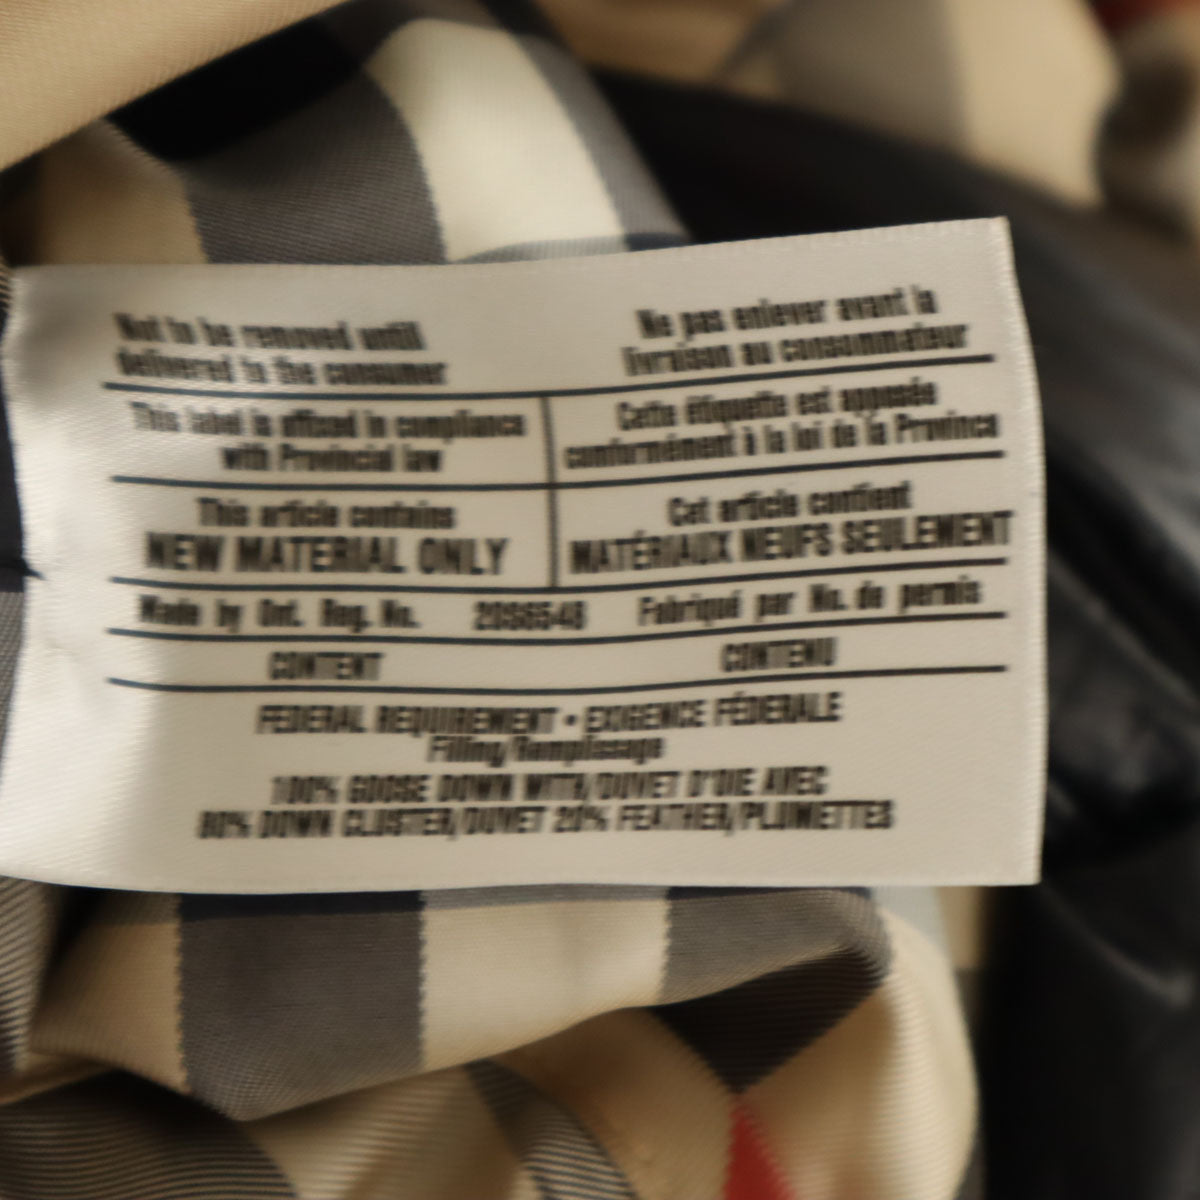 Not to be removed until
delivered to the consumer
Ne pas enlever avant la
livraison au consommateur
This label is affixed in compliance
with Provincial law
Cette étiquette est apposée
conformément à la loi de la Province
This article contains
NEW MATERIAL ONLY
Cet article contient
MATÉRIAUX NEUFS SEULEMENT
Made by Ont. Reg. No. Fabriqué par No. de permis
CONTENT CONTENU
FEDERAL REQUIREMENT • EXIGENCE FÉDÉRALE
Filling/Remplissage
100% GOOSE DOWN WITH/DUVET D'OIE AVEC
80% DOWN CLUSTER/DUVET 20% FEATHER/PLUMETTES